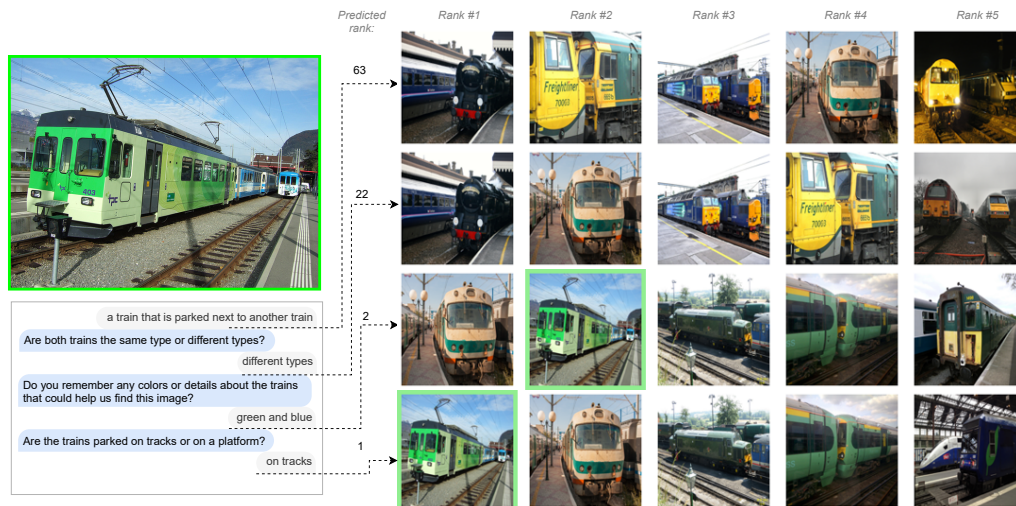 Predicted
rank:
Rank #1
Rank #2
Rank #3
Rank #4
Rank #5
63
Freightliner
70003
403
22
Freightliner
70003
a train that is parked next to another train
Are both trains the same type or different types?
2
different types
Do you remember any colors or details about the trains
that could help us find this image?
green and blue
Are the trains parked on tracks or on a platform?
1
on tracks